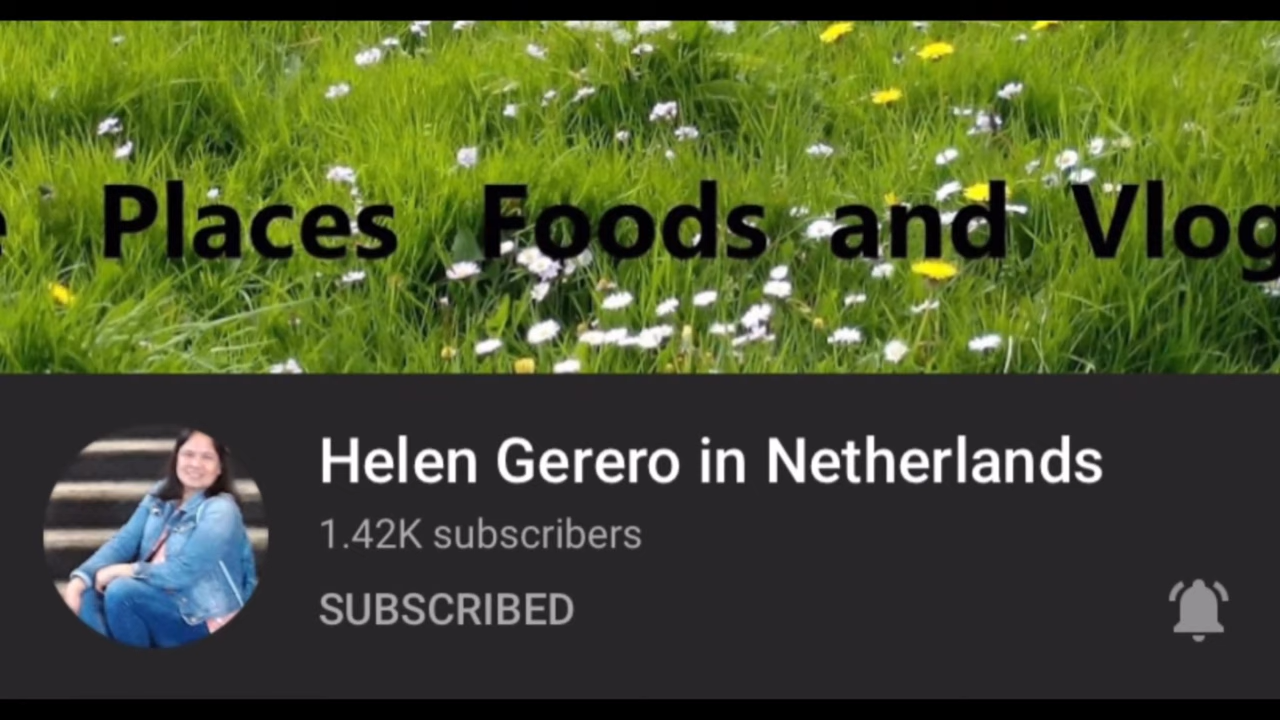 e Places Foods and Vlog
Helen Gerero in Netherlands
1.42K subscribers
SUBSCRIBED